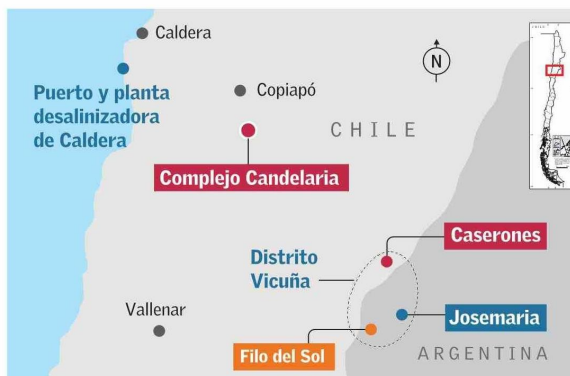 Caldera
Puerto y planta
desalinizadora
de Caldera
Copiapó
N
CHILE
Complejo Candelaria
Caserones
Distrito
Vicuña
Vallenar
Josemaria
Filo del Sol
ARGENTINA